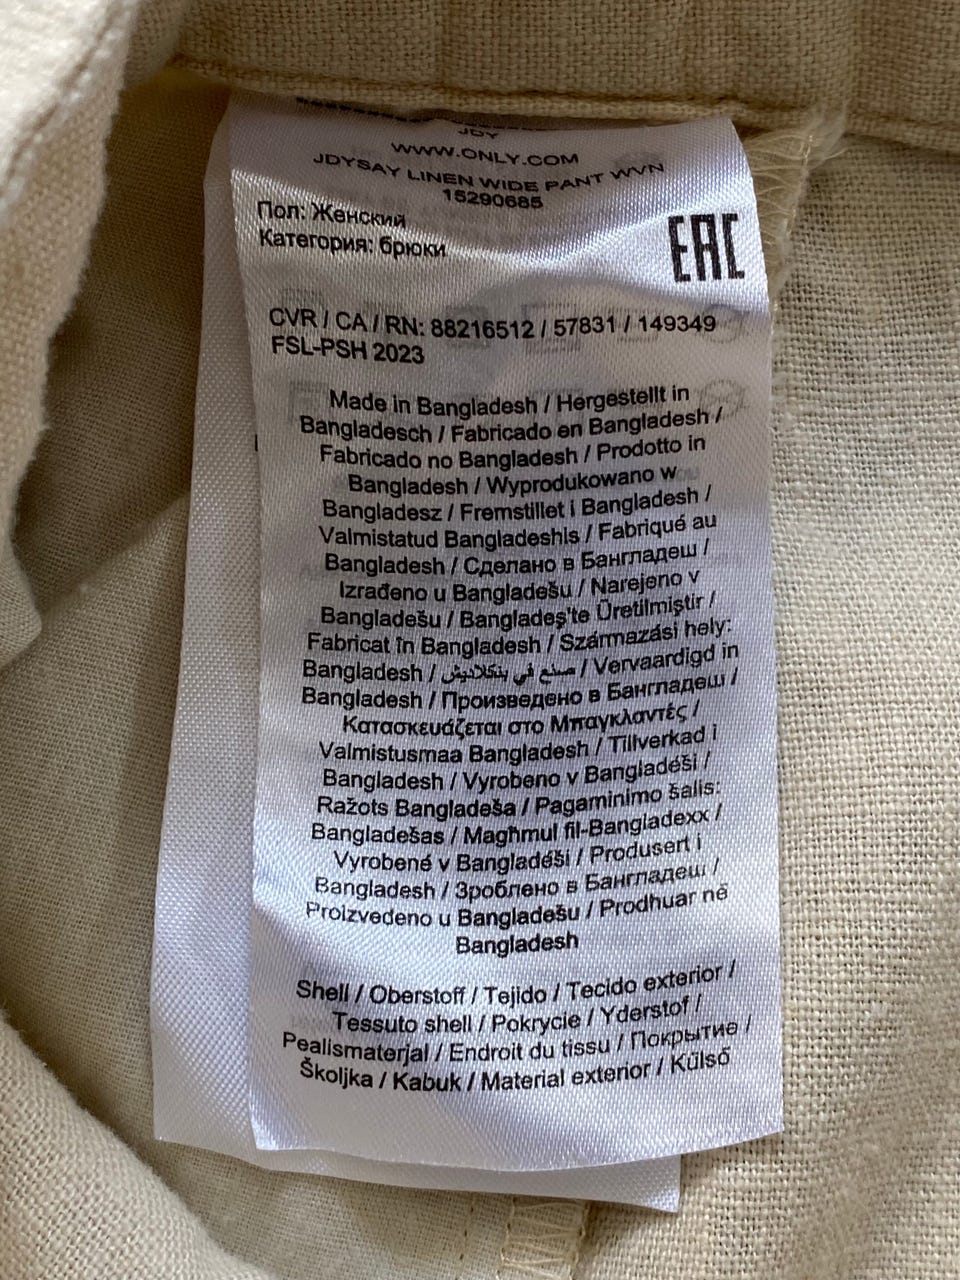 JDY
WWW.ONLY.COM
JDYSAY LINEN WIDE PANT WVN
15290685
Пол: Женский
Категория: брюки
EAC
CVR / CA / RN: 88216512 / 57831 / 149349
FSL-PSH 2023
Made in Bangladesh / Hergestellt in
Bangladesch / Fabricado en Bangladesh /
Fabricado no Bangladesh / Prodotto in
Bangladesh / Wyprodukowano w
Bangladesz / Fremstillet i Bangladesh /
Valmistatud Bangladeshis / Fabriqué au
Bangladesh / Сделано в Бангладеш /
Izrađeno u Bangladešu / Narejeno v
Bangladešu / Bangladeş'te Üretilmiştir /
Fabricat în Bangladesh / Származási hely:
Bangladesh / صنع في بنكلاديش / Vervaardigd in
Bangladesh / Произведено в Бангладеш /
Κατασκευάζεται στο Μπαγκλαντές /
Valmistusmaa Bangladesh / Tillverkad i
Bangladesh / Vyrobeno v Bangladéši /
Ražots Bangladeša / Pagaminimo šalis:
Bangladešas / Magħmul fil-Bangladexx /
Vyrobené v Bangladéši / Produsert i
Bangladesh / Зроблено в Бангладеш /
Proizvedeno u Bangladešu / Prodhuar në
Bangladesh
Shell / Oberstoff / Tejido / Tecido exterior /
Tessuto shell / Pokrycie / Yderstof /
Pealismaterjal / Endroit du tissu / Покрытие /
Školjka / Kabuk / Material exterior / Külső